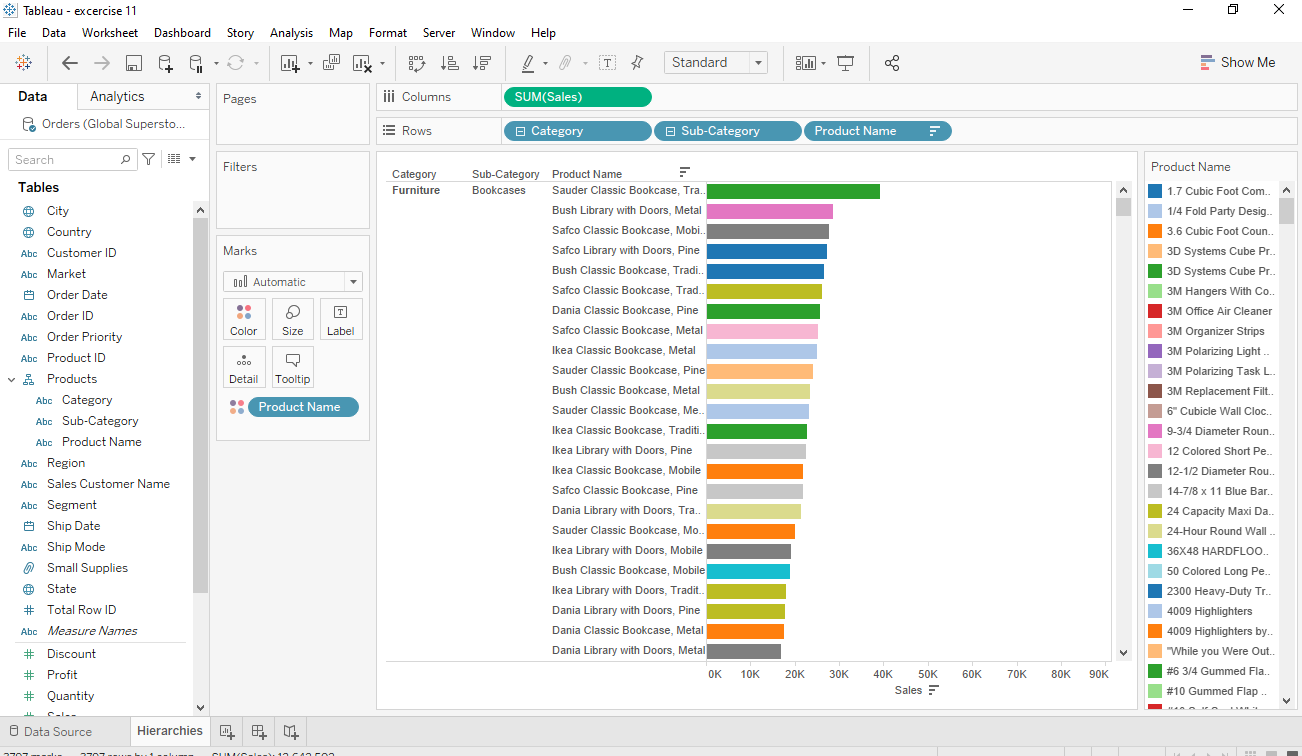 Tableau - excercise 11
File Data Worksheet Dashboard Story Analysis Map Format Server Window Help
Standard
Show Me
Data Analytics
Orders (Global Supersto...
Search
Tables
City
Country
Abc Customer ID
Abc Market
Order Date
Abc Order ID
Abc Order Priority
Abc Product ID
Products
Abc Category
Abc Sub-Category
Abc Product Name
Abc Region
Abc Sales Customer Name
Abc Segment
Ship Date
Abc Ship Mode
Small Supplies
State
# Total Row ID
Abc Measure Names
# Discount
# Profit
# Quantity
Pages
Filters
Marks
Automatic
Color Size Label
Detail Tooltip
Product Name
Columns SUM(Sales)
Rows Category Sub-Category Product Name
Category Sub-Category Product Name
Furniture Bookcases Sauder Classic Bookcase, Tra..
Bush Library with Doors, Metal
Safco Classic Bookcase, Mobi..
Safco Library with Doors, Pine
Bush Classic Bookcase, Tradi..
Safco Classic Bookcase, Trad..
Dania Classic Bookcase, Pine
Safco Classic Bookcase, Metal
Ikea Classic Bookcase, Metal
Sauder Classic Bookcase, Pine
Bush Classic Bookcase, Metal
Sauder Classic Bookcase, Me..
Ikea Classic Bookcase, Traditi..
Ikea Library with Doors, Pine
Ikea Classic Bookcase, Mobile
Safco Classic Bookcase, Pine
Dania Library with Doors, Tra..
Sauder Classic Bookcase, Mo..
Ikea Library with Doors, Mobile
Bush Classic Bookcase, Mobile
Ikea Library with Doors, Tradit..
Dania Library with Doors, Pine
Dania Classic Bookcase, Metal
Dania Library with Doors, Metal
0K 10K 20K 30K 40K 50K 60K 70K 80K 90K
Sales
Product Name
1.7 Cubic Foot Com..
1/4 Fold Party Desig..
3.6 Cubic Foot Coun..
3D Systems Cube Pr..
3D Systems Cube Pr..
3M Hangers With Co..
3M Office Air Cleaner
3M Organizer Strips
3M Polarizing Light ..
3M Polarizing Task L..
3M Replacement Filt..
6" Cubicle Wall Cloc..
9-3/4 Diameter Roun..
12 Colored Short Pe..
12-1/2 Diameter Rou..
14-7/8 x 11 Blue Bar..
24 Capacity Maxi Da..
24-Hour Round Wall ..
36X48 HARDFLOO..
50 Colored Long Pe..
2300 Heavy-Duty Tr..
4009 Highlighters
4009 Highlighters by..
"While you Were Out..
#6 3/4 Gummed Fla..
#10 Gummed Flap ..
Data Source Hierarchies